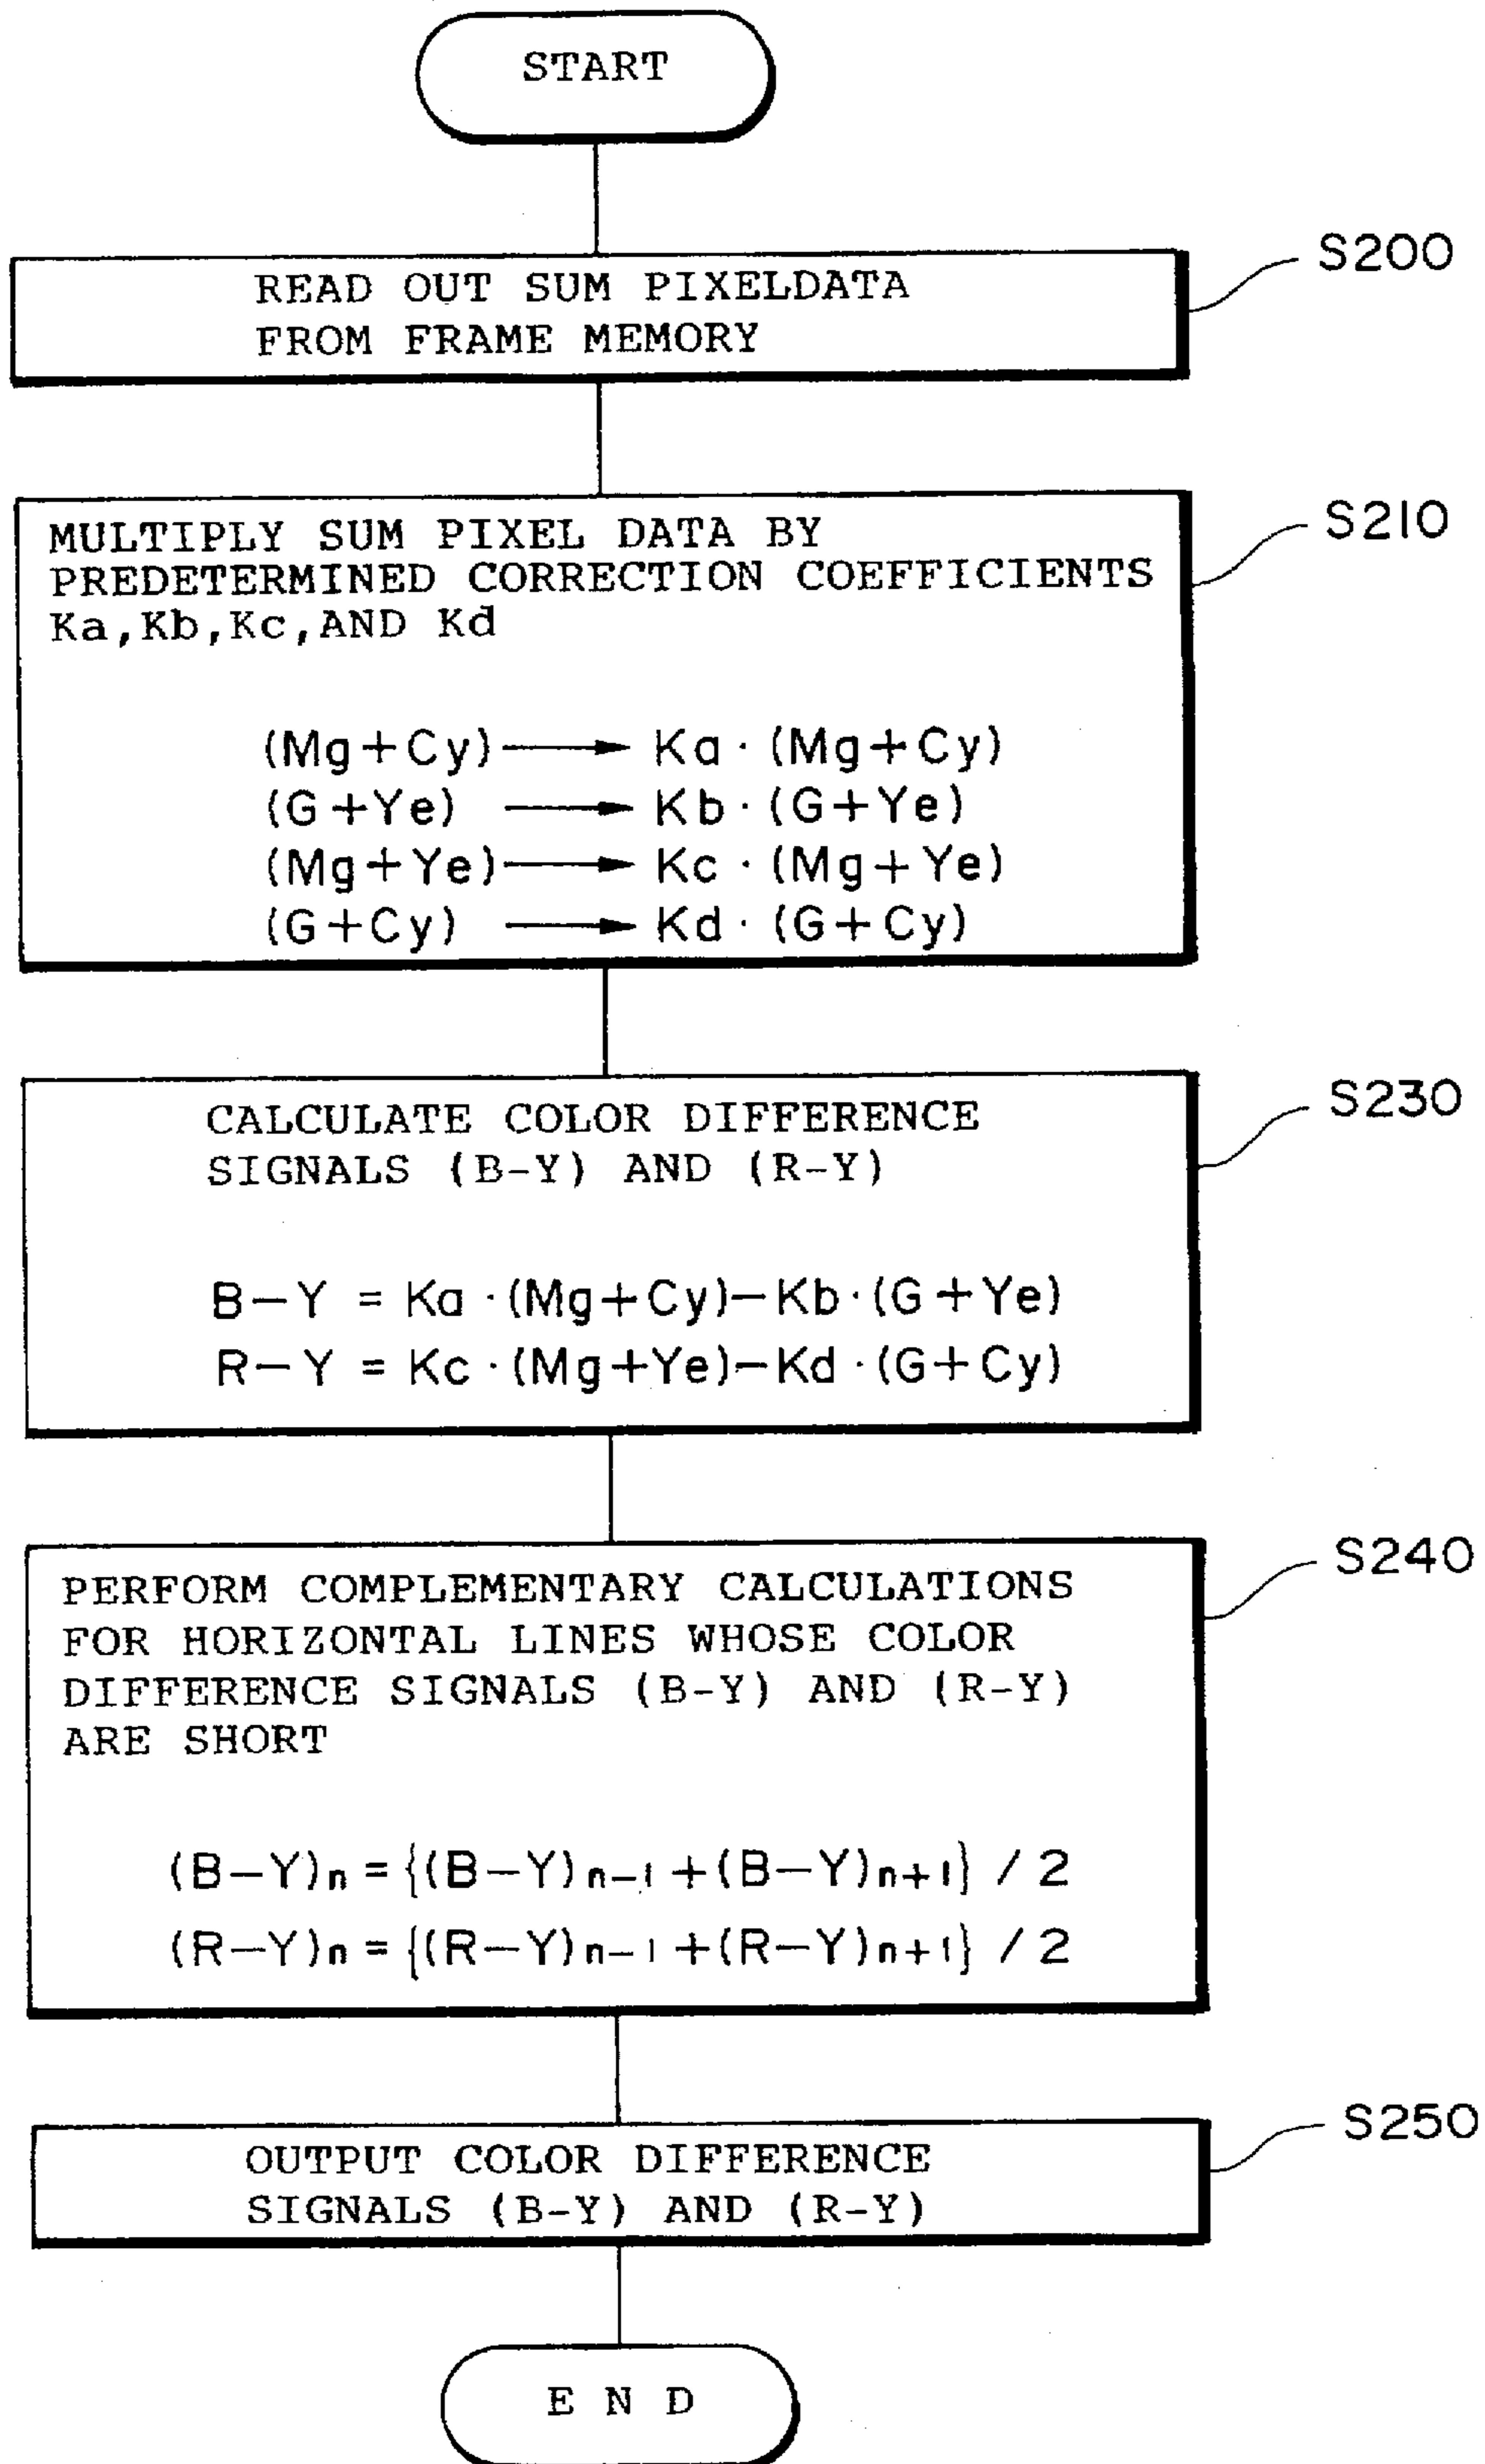 START
S200
READ OUT SUM PIXELDATA
FROM FRAME MEMORY
S210
MULTIPLY SUM PIXEL DATA BY
PREDETERMINED CORRECTION COEFFICIENTS
Ka,Kb,Kc,AND Kd
(Mg+Cy) → Ka·(Mg+Cy)
(G+Ye) → Kb·(G+Ye)
(Mg+Ye) → Kc·(Mg+Ye)
(G+Cy) → Kd·(G+Cy)
S230
CALCULATE COLOR DIFFERENCE
SIGNALS (B-Y) AND (R-Y)
B-Y = Ka·(Mg+Cy)-Kb·(G+Ye)
R-Y = Kc·(Mg+Ye)-Kd·(G+Cy)
S240
PERFORM COMPLEMENTARY CALCULATIONS
FOR HORIZONTAL LINES WHOSE COLOR
DIFFERENCE SIGNALS (B-Y) AND (R-Y)
ARE SHORT
(B-Y)n = {(B-Y)n-1 +(B-Y)n+1} / 2
(R-Y)n = {(R-Y)n-1 +(R-Y)n+1} / 2
S250
OUTPUT COLOR DIFFERENCE
SIGNALS (B-Y) AND (R-Y)
END